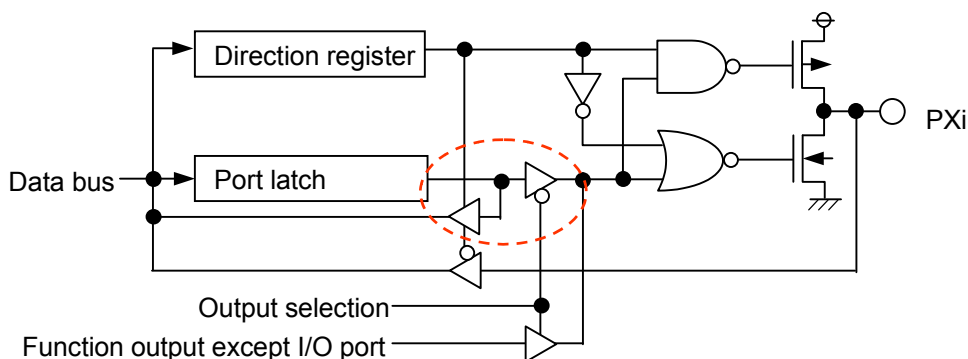 Direction register
PXi
Port latch
Data bus
Output selection
Function output except I/O port